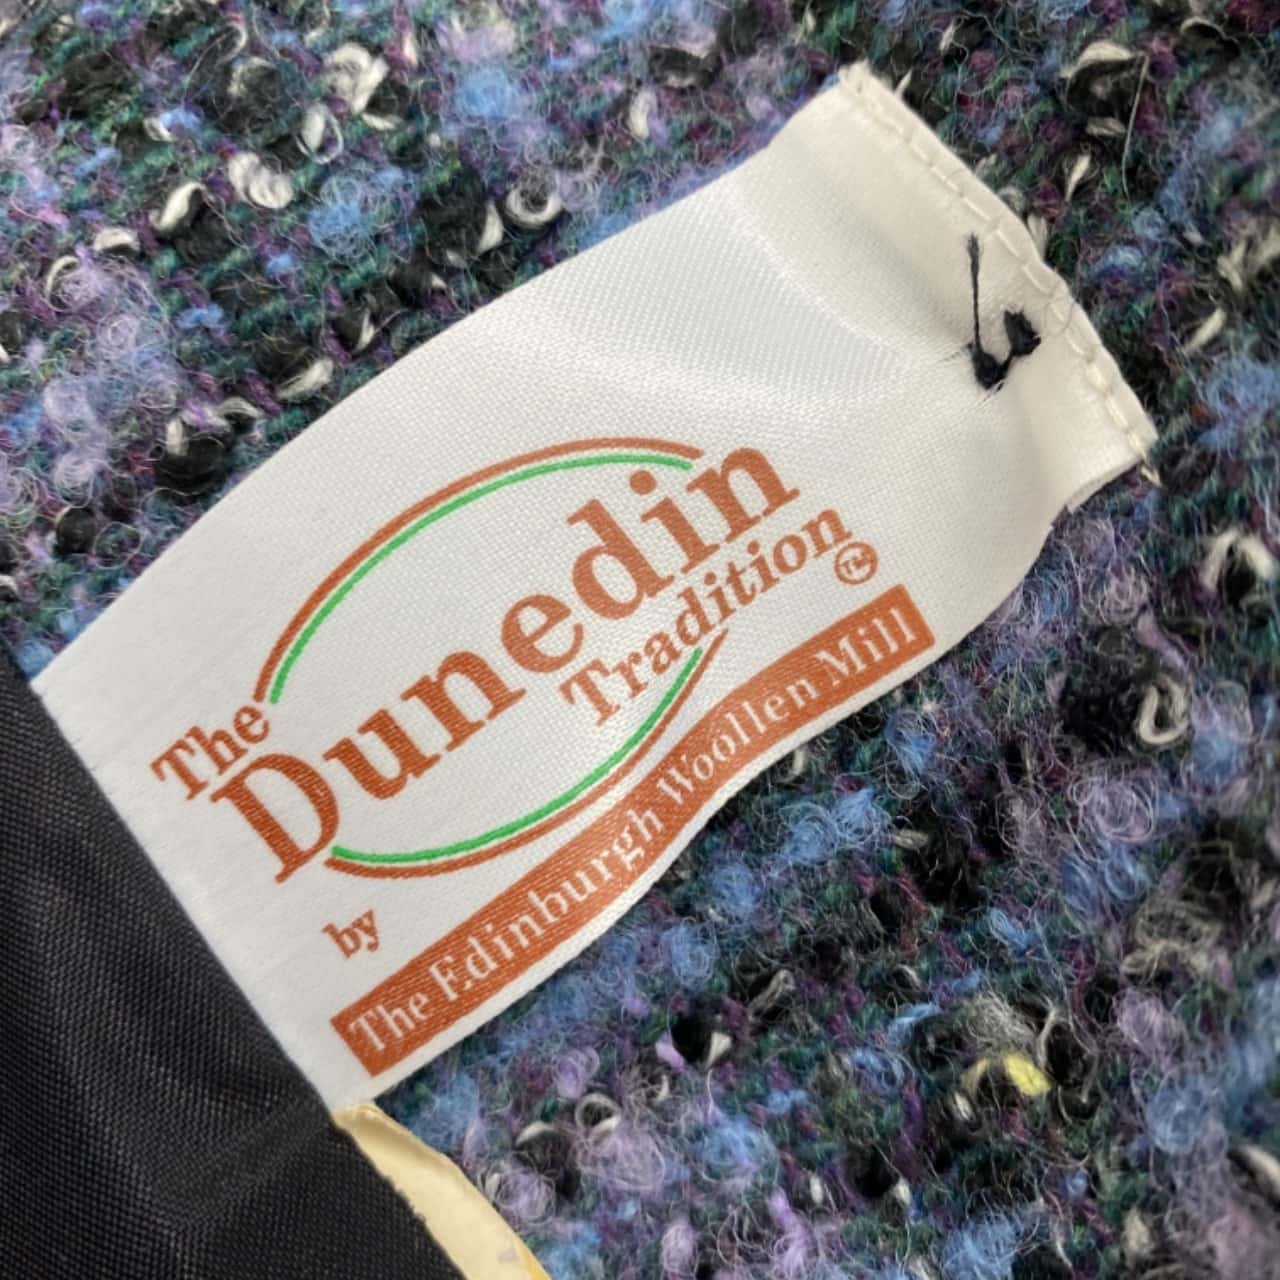 The
Dunedin
Tradition
TM
by
The Edinburgh Woollen Mill